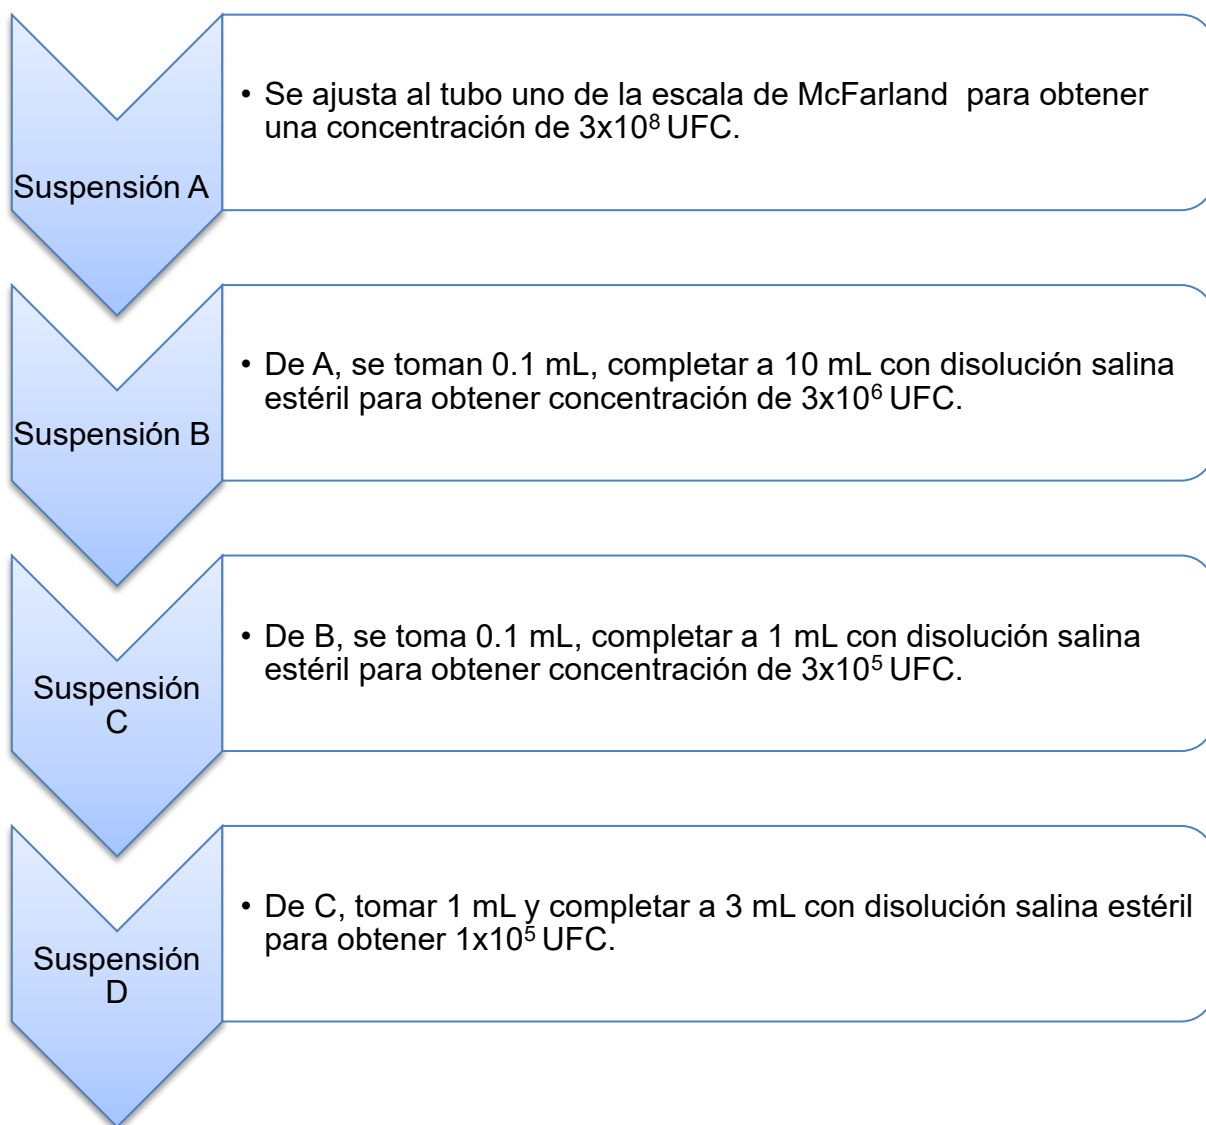 Suspensión A
• Se ajusta al tubo uno de la escala de McFarland  para obtener
una concentración de 3x10⁸ UFC.
Suspensión B
• De A, se toman 0.1 mL, completar a 10 mL con disolución salina
estéril para obtener concentración de 3x10⁶ UFC.
Suspensión
C
• De B, se toma 0.1 mL, completar a 1 mL con disolución salina
estéril para obtener concentración de 3x10⁵ UFC.
Suspensión
D
• De C, tomar 1 mL y completar a 3 mL con disolución salina estéril
para obtener 1x10⁵ UFC.